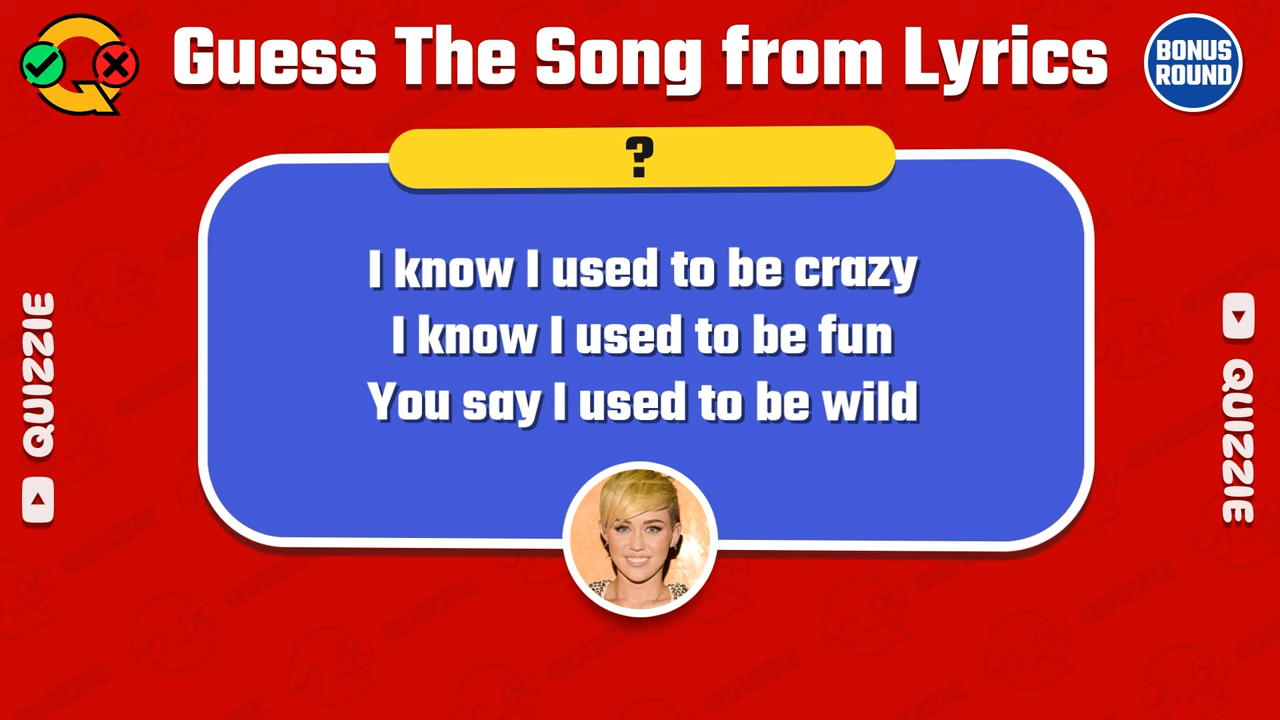 Guess The Song from Lyrics
BONUS
ROUND
?
I know I used to be crazy
I know I used to be fun
You say I used to be wild
QUIZZIE
QUIZZIE